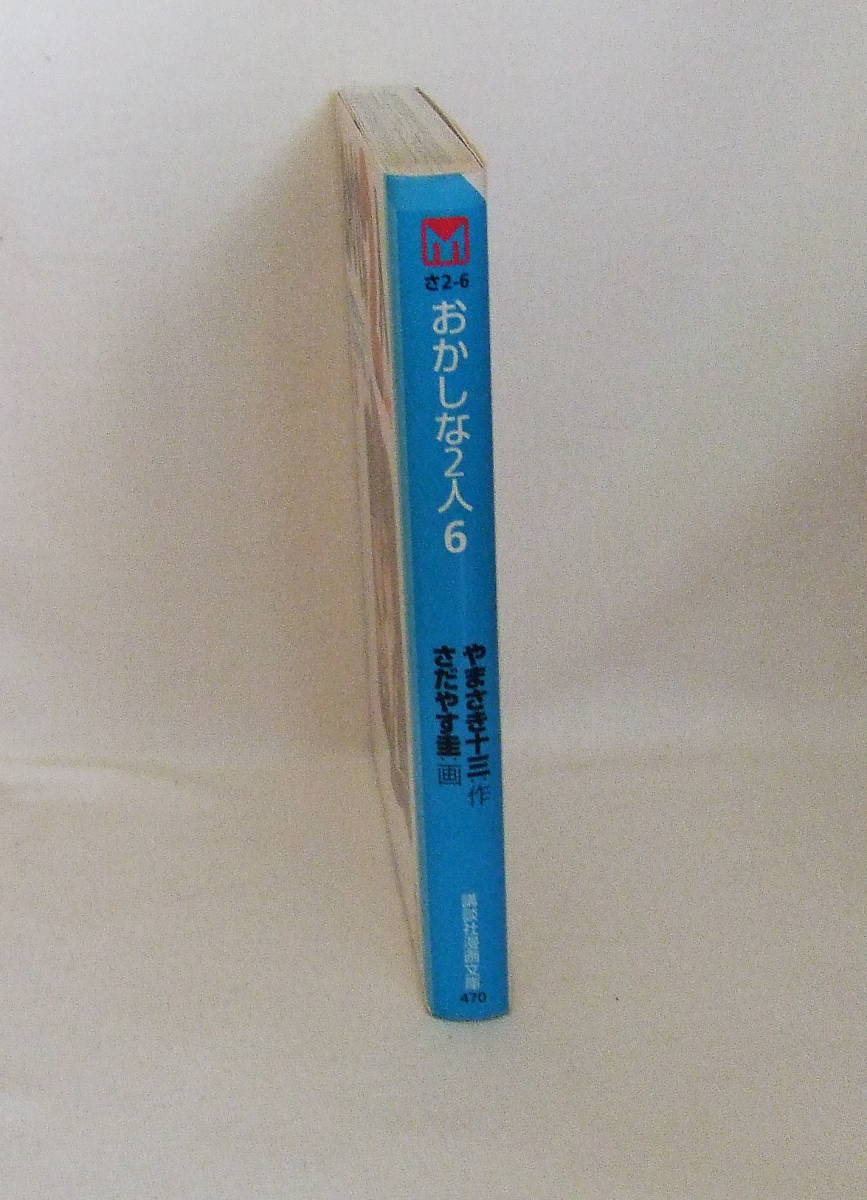 M
さ2-6
おかしな2人 6
やまさき十三:作
さだやす圭:画
講談社漫画文庫
470